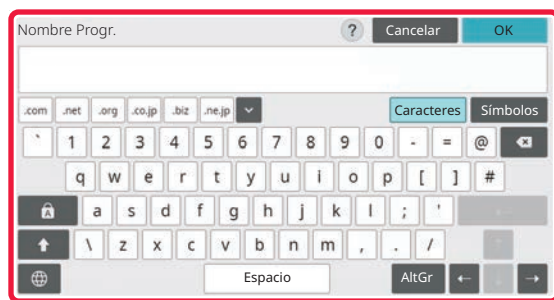 Nombre Progr. ? Cancelar OK
.com .net .org .co.jp .biz .ne.jp Caracteres Símbolos
` 1 2 3 4 5 6 7 8 9 0 - = @
q w e r t y u i o p [ ] #
A a s d f g h j k l ; '
\ z x c v b n m , . /
Espacio AltGr